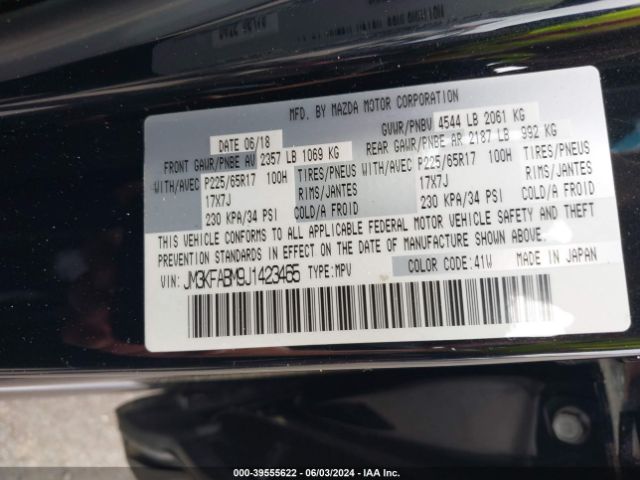 MFD. BY MAZDA MOTOR CORPORATION
DATE 06/18 GVWR/PNBV 4544 LB 2061 KG
FRONT GAWR/PNBE AV 2357 LB 1069 KG REAR GAWR/PNBE AR 2187 LB 992 KG
WITH/AVEC P225/65R17 100H TIRES/PNEUS WITH/AVEC P225/65R17 100H TIRES/PNEUS
17X7J RIMS/JANTES 17X7J RIMS/JANTES
230 KPA/34 PSI COLD/A FROID 230 KPA/34 PSI COLD/A FROID
THIS VEHICLE CONFORMS TO ALL APPLICABLE FEDERAL MOTOR VEHICLE SAFETY AND THEFT
PREVENTION STANDARDS IN EFFECT ON THE DATE OF MANUFACTURE SHOWN ABOVE.
VIN: JM3KFABM9J1423465 TYPE: MPV COLOR CODE: 41W MADE IN JAPAN
© IN - 39555622 - 06/03/2024 - IAA Inc.